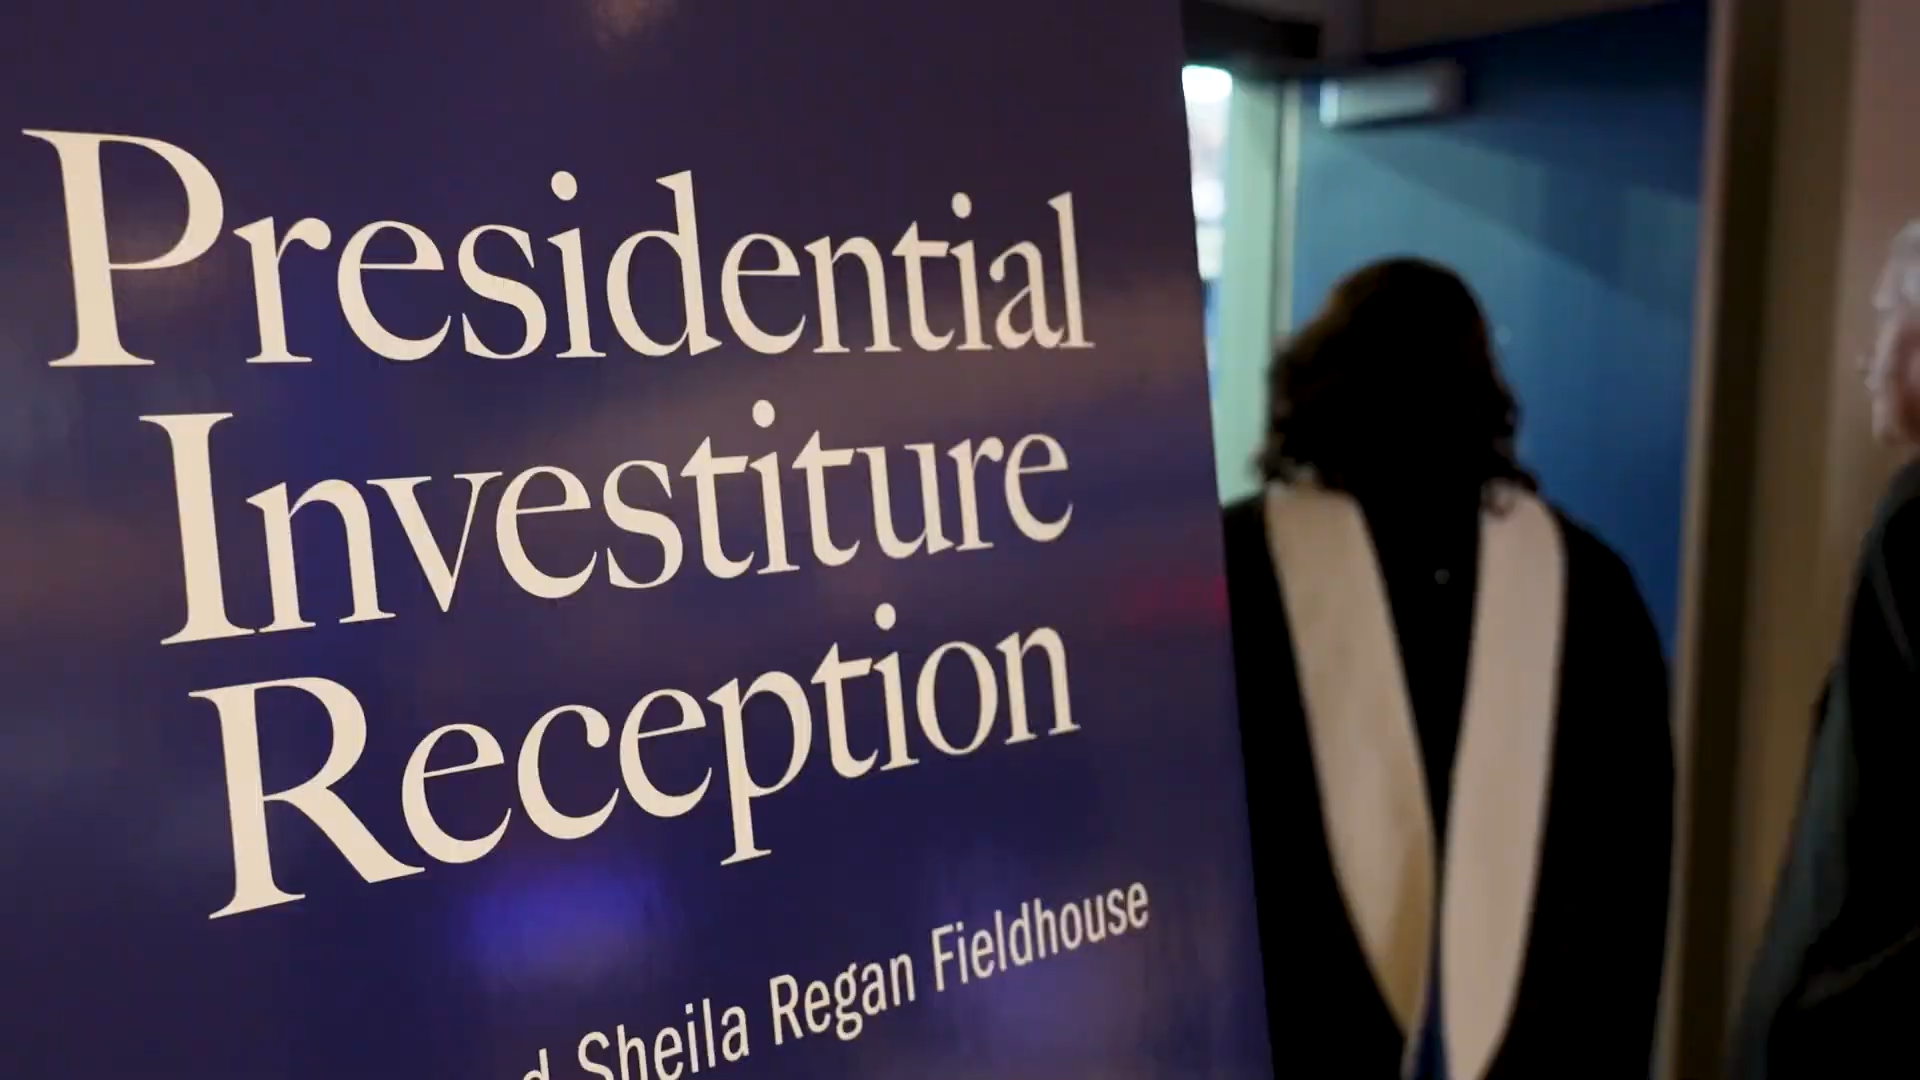 Presidential
Investiture
Reception
Sheila Regan Fieldhouse